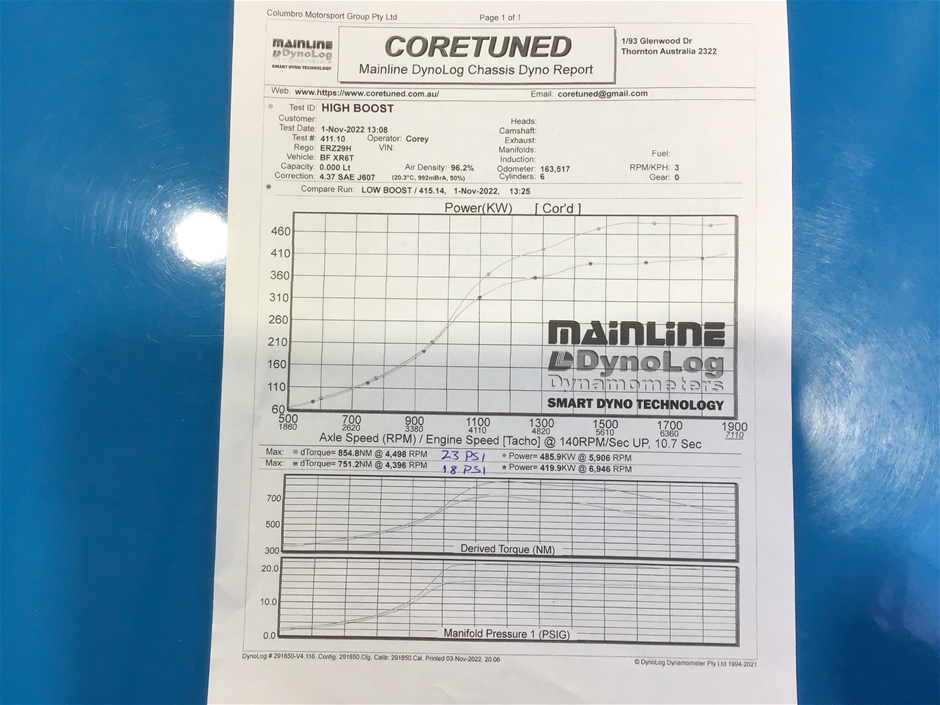 Columbro Motorsport Group Pty Ltd Page 1 of 1
MAINLINE
DynoLog
Dynamometers
SMART DYNO TECHNOLOGY
CORETUNED
Mainline DynoLog Chassis Dyno Report
1/93 Glenwood Dr
Thornton Australia 2322
Web: www.https://www.coretuned.com.au/ Email: coretuned@gmail.com
Test ID: HIGH BOOST
Customer: Heads:
Test Date: 1-Nov-2022 13:08 Camshaft:
Test #: 411.10 Operator: Corey Exhaust:
Rego: ERZ29H VIN: Manifolds:
Vehicle: BF XR6T Induction: Fuel:
Capacity: 0.000 Lt Air Density: 96.2% Odometer: 163,517 RPM/KPH: 3
Correction: 4.37 SAE J607 (20.3°C, 992mBrA, 50%) Cylinders: 6 Gear: 0
Compare Run: LOW BOOST / 415.14, 1-Nov-2022, 13:25
Power(KW) [ Cor'd ]
460
410
360
310
260
210
160
110
60
MAINLINE
DynoLog
Dynamometers
SMART DYNO TECHNOLOGY
500 700 900 1100 1300 1500 1700 1900
1860 2620 3380 4110 4820 5610 6360 7110
Axle Speed (RPM) / Engine Speed [Tacho] @ 140RPM/Sec UP, 10.7 Sec
Max: dTorque= 854.8NM @ 4,498 RPM 23 PSI Power= 485.9KW @ 5,906 RPM
Max: dTorque= 751.2NM @ 4,396 RPM 18 PSI Power= 419.9KW @ 6,946 RPM
700
500
300
Derived Torque (NM)
20.0
10.0
0.0
Manifold Pressure 1 (PSIG)
DynoLog # 291850-V4.116, Config. 291850.Cfg, Calib: 291850.Cal, Printed 03-Nov-2022, 20:06 © DynoLog Dynamometer Pty Ltd 1994-2021